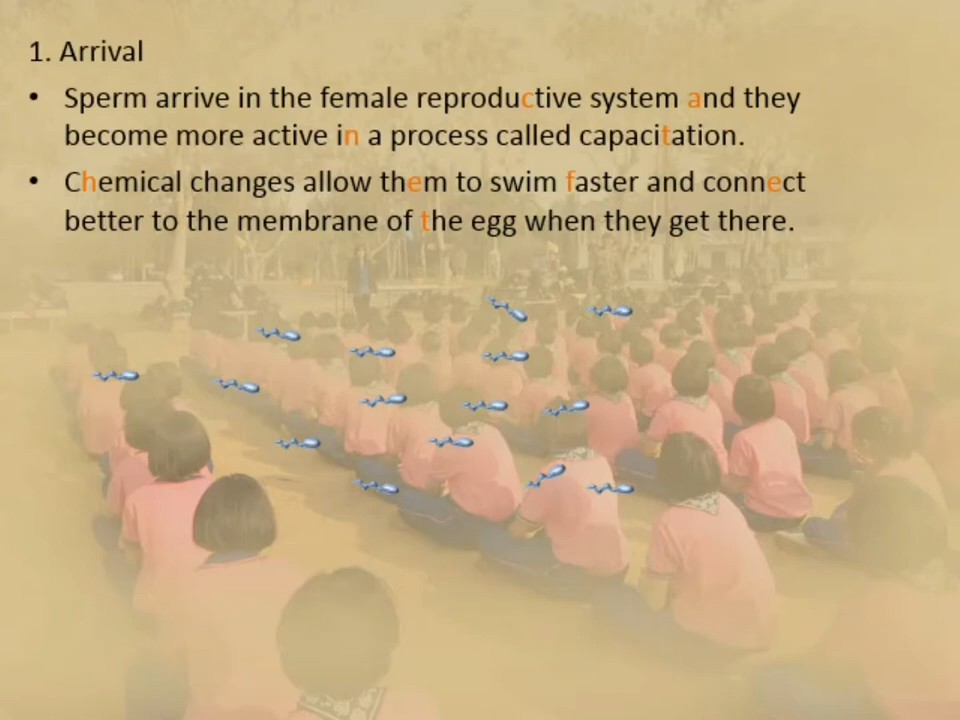 1. Arrival
• Sperm arrive in the female reproductive system and they
become more active in a process called capacitation.
• Chemical changes allow them to swim faster and connect
better to the membrane of the egg when they get there.